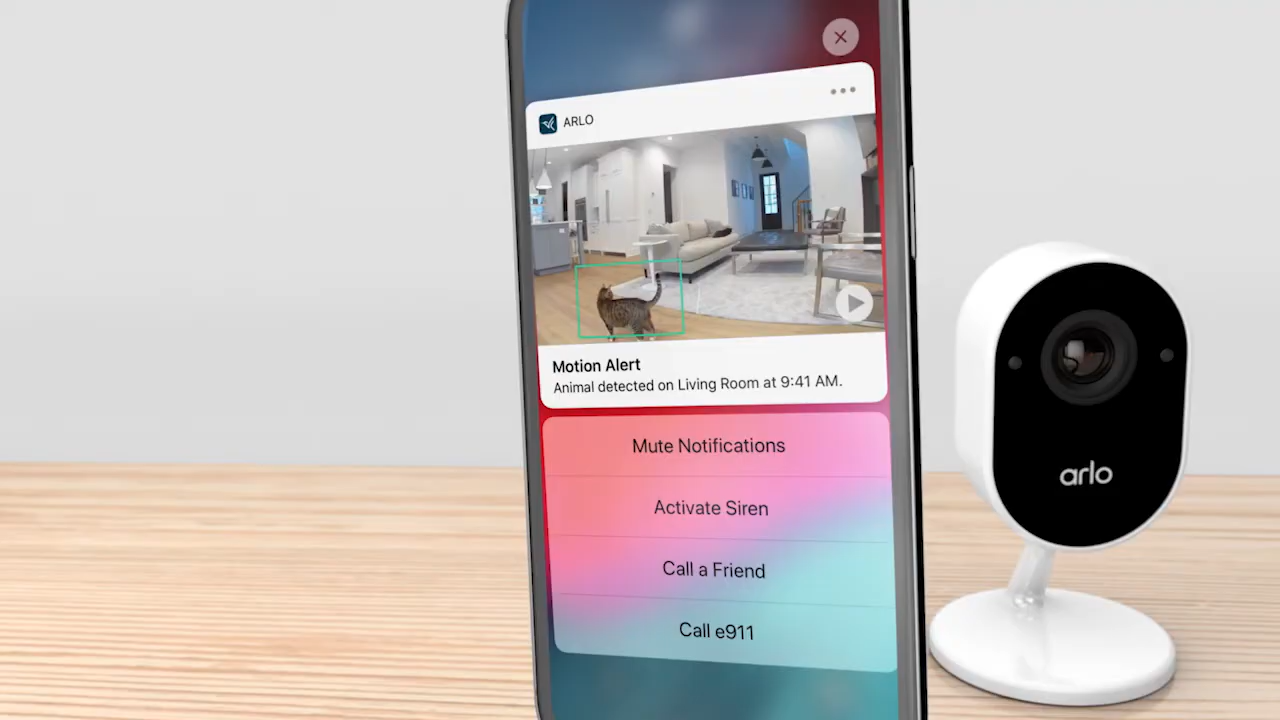 ARLO
Motion Alert
Animal detected on Living Room at 9:41 AM.
Mute Notifications
Activate Siren
Call a Friend
Call e911
arlo